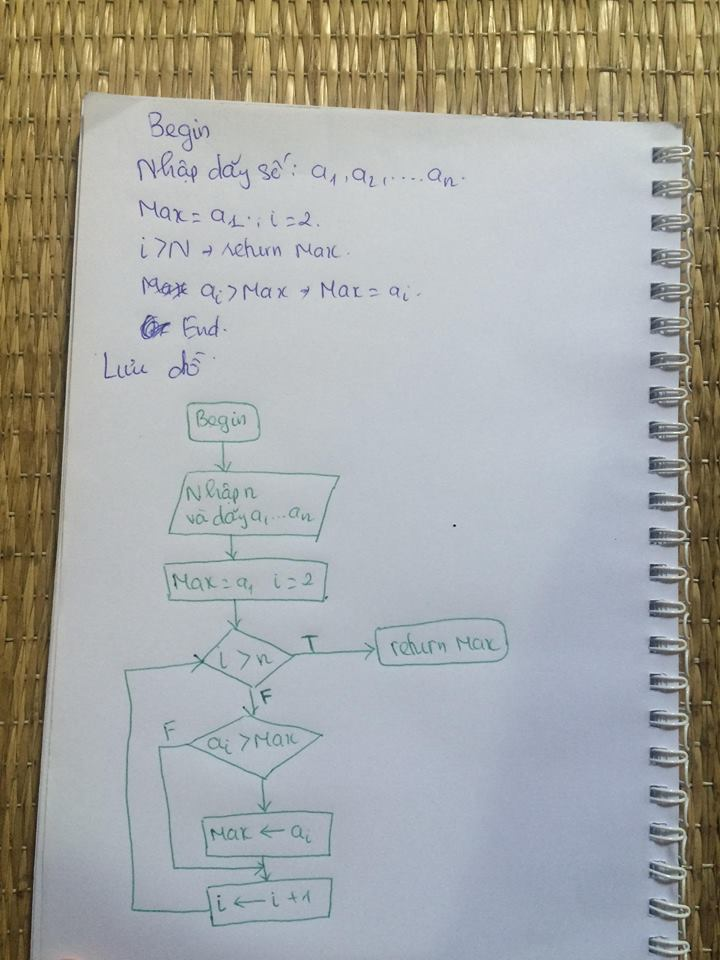 Begin
Nhập dãy số: a1, a2, .... an.
Max = a1., i = 2.
i > N → return Max.
ai > Max → Max = ai.
End.
Lưu đồ
Begin
Nhập n
và dãy a1 ... an
Max = a1 i = 2
i > n
T
return Max
F
ai > Max
F
Max ← ai
i ← i + 1